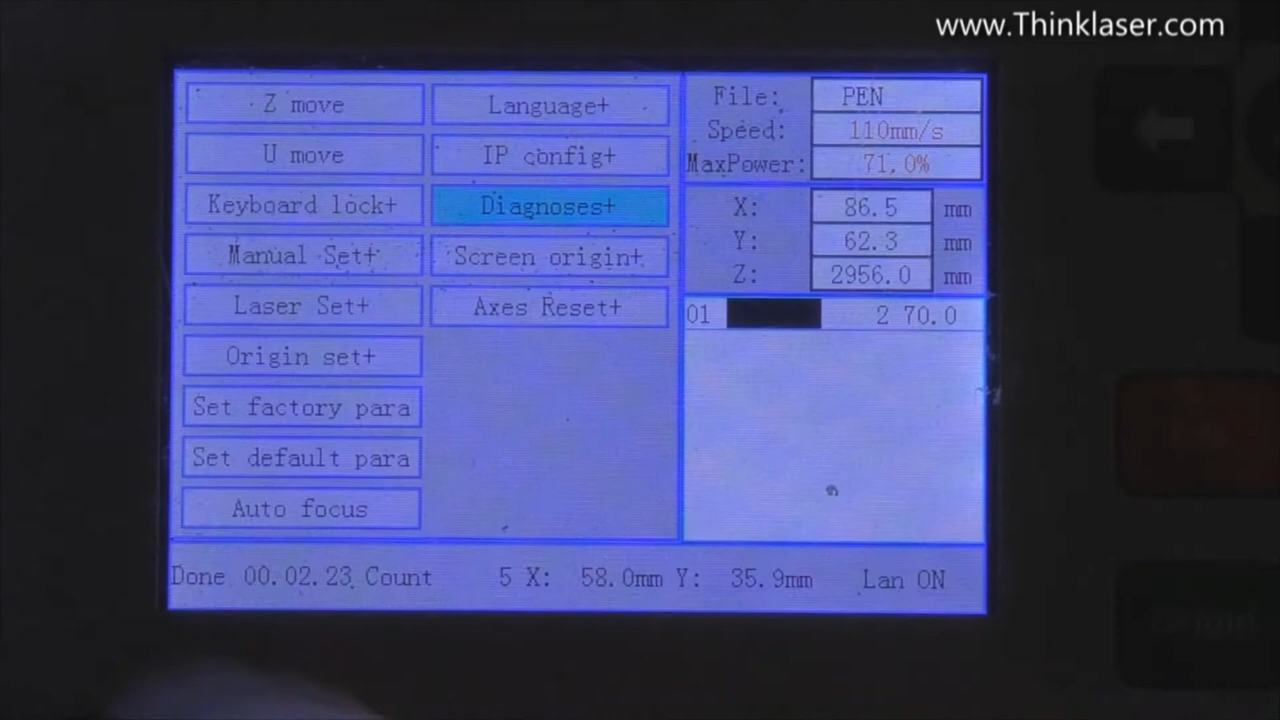 www.Thinklaser.com
Z move
U move
Keyboard lock+
Manual Set+
Laser Set+
Origin set+
Set factory para
Set default para
Auto focus
Language+
IP config+
Diagnoses+
Screen origin+
Axes Reset+
File: PEN
Speed: 110mm/s
MaxPower: 71.0%
X: 86.5 mm
Y: 62.3 mm
Z: 2956.0 mm
01 2 70.0
Done 00.02.23 Count 5 X: 58.0mm Y: 35.9mm Lan ON